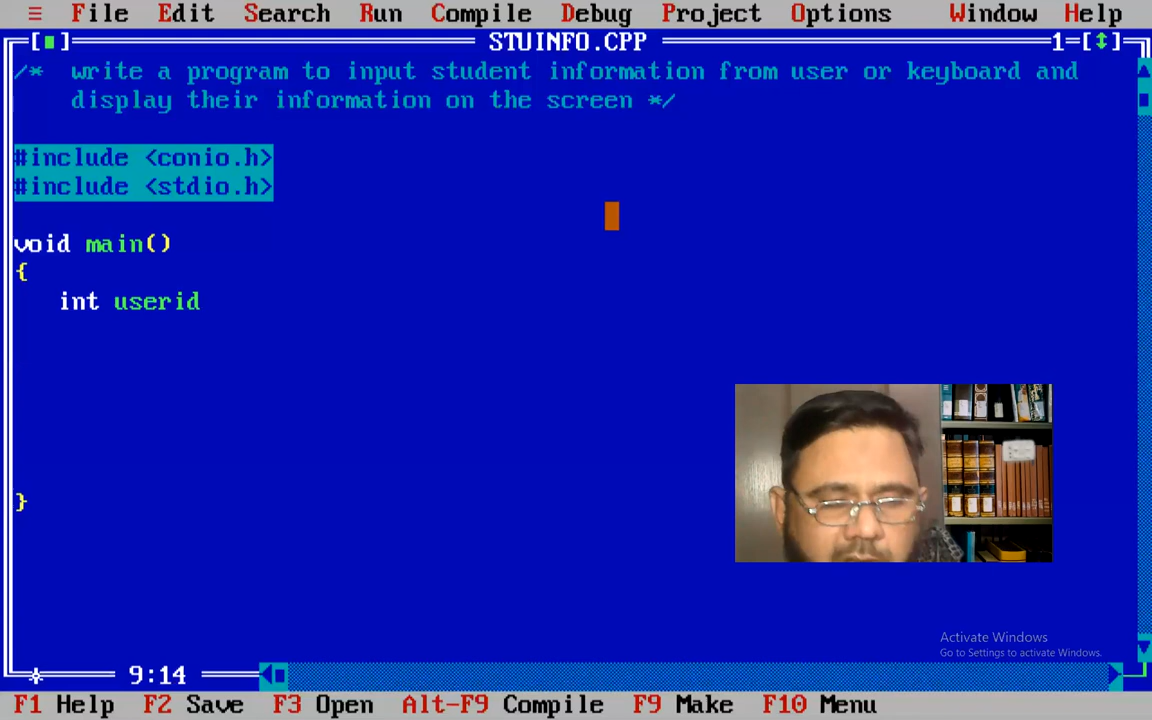 ≡ File Edit Search Run Compile Debug Project Options Window Help
[■] STUINFO.CPP 1=[↕]
/* write a program to input student information from user or keyboard and
display their information on the screen */
#include <conio.h>
#include <stdio.h>
void main()
{
int userid
}
Activate Windows
Go to Settings to activate Windows.
9:14
F1 Help F2 Save F3 Open Alt-F9 Compile F9 Make F10 Menu